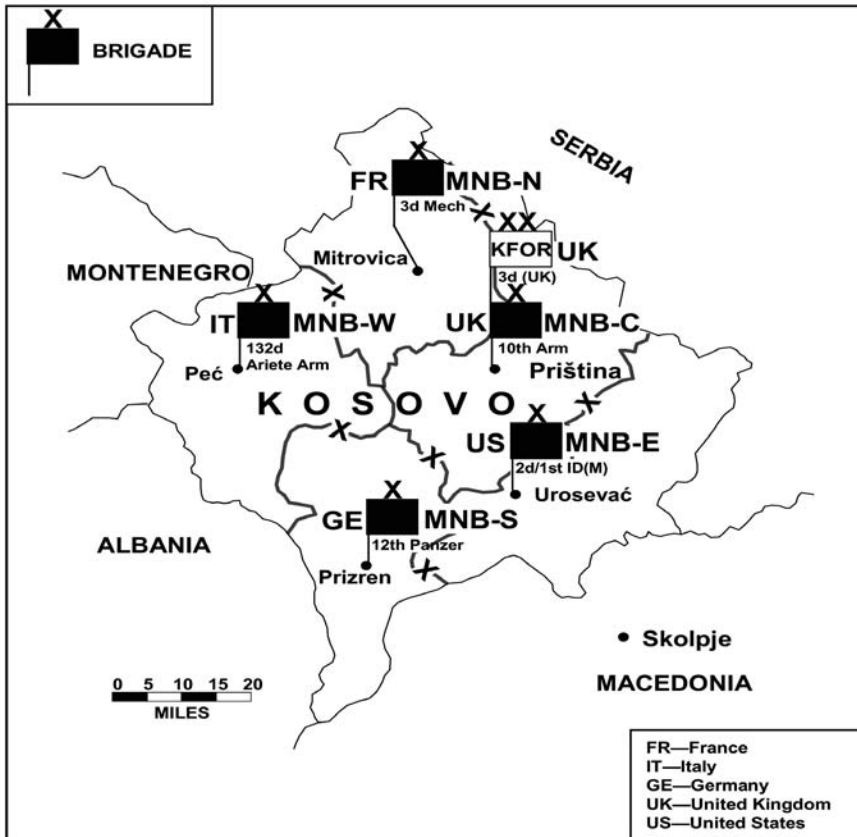 X
BRIGADE
SERBIA
X
FR MNB-N
3d Mech
X
XX
KFOR UK
3d (UK)
Mitrovica
MONTENEGRO
X
X
IT MNB-W
132d
Ariete Arm
Peć
X
UK MNB-C
10th Arm
Priština
KOSOVO
X
X
X
X
US MNB-E
2d/1st ID(M)
Urosevać
X
GE MNB-S
12th Panzer
Prizren
X
ALBANIA
Skolpje
MACEDONIA
0 5 10 15 20
MILES
FR—France
IT—Italy
GE—Germany
UK—United Kingdom
US—United States